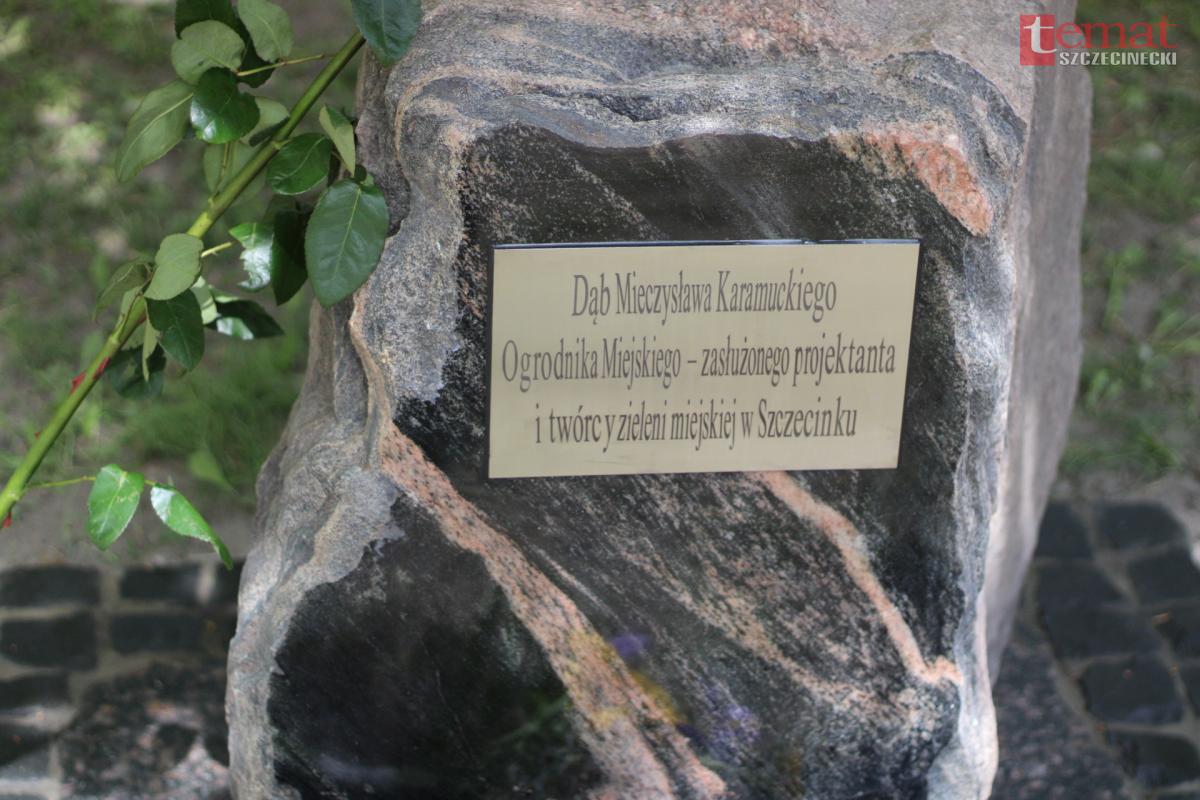 temat
SZCZECINECKI
Dąb Mieczysława Karamuckiego
Ogrodnika Miejskiego – zasłużonego projektanta
i twórcy zieleni miejskiej w Szczecinku